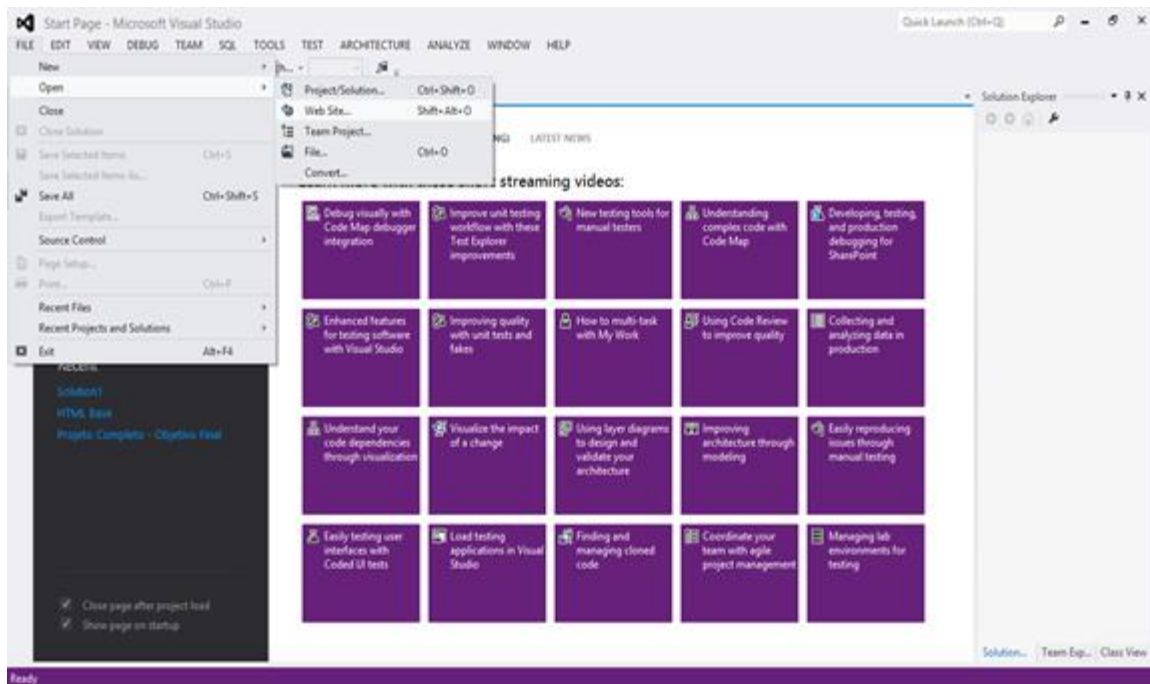 Start Page - Microsoft Visual Studio
Quick Launch (Ctrl+Q)
FILE EDIT VIEW DEBUG TEAM SQL TOOLS TEST ARCHITECTURE ANALYZE WINDOW HELP
New
Open
Close
Close Solution
Save Selected Items Ctrl+S
Save Selected Items As...
Save All Ctrl+Shift+S
Export Template...
Source Control
Page Setup...
Print... Ctrl+P
Recent Files
Recent Projects and Solutions
Exit Alt+F4
Project/Solution... Ctrl+Shift+O
Web Site... Shift+Alt+O
Team Project...
File... Ctrl+O
Convert...
LATEST NEWS
streaming videos:
Debug visually with
Code Map debugger
integration
Improve unit testing
workflow with these
Test Explorer
improvements
New testing tools for
manual testers
Understanding
complex code with
Code Map
Developing, testing,
and production
debugging for
SharePoint
Enhanced features
for testing software
with Visual Studio
Improving quality
with unit tests and
fakes
How to multi-task
with My Work
Using Code Review
to improve quality
Collecting and
analyzing data in
production
Understand your
code dependencies
through visualization
Visualize the impact
of a change
Using layer diagrams
to design and
validate your
architecture
Improving
architecture through
modeling
Easily reproducing
issues through
manual testing
Easily testing user
interfaces with
Coded UI tests
Load testing
applications in Visual
Studio
Finding and
managing cloned
code
Coordinate your
team with agile
project management
Managing lab
environments for
testing
Recent
Solution1
HTML Base
Projeto Completo - Objetivo Final
Close page after project load
Show page on startup
Solution Explorer
Solution... Team Exp... Class View
Ready